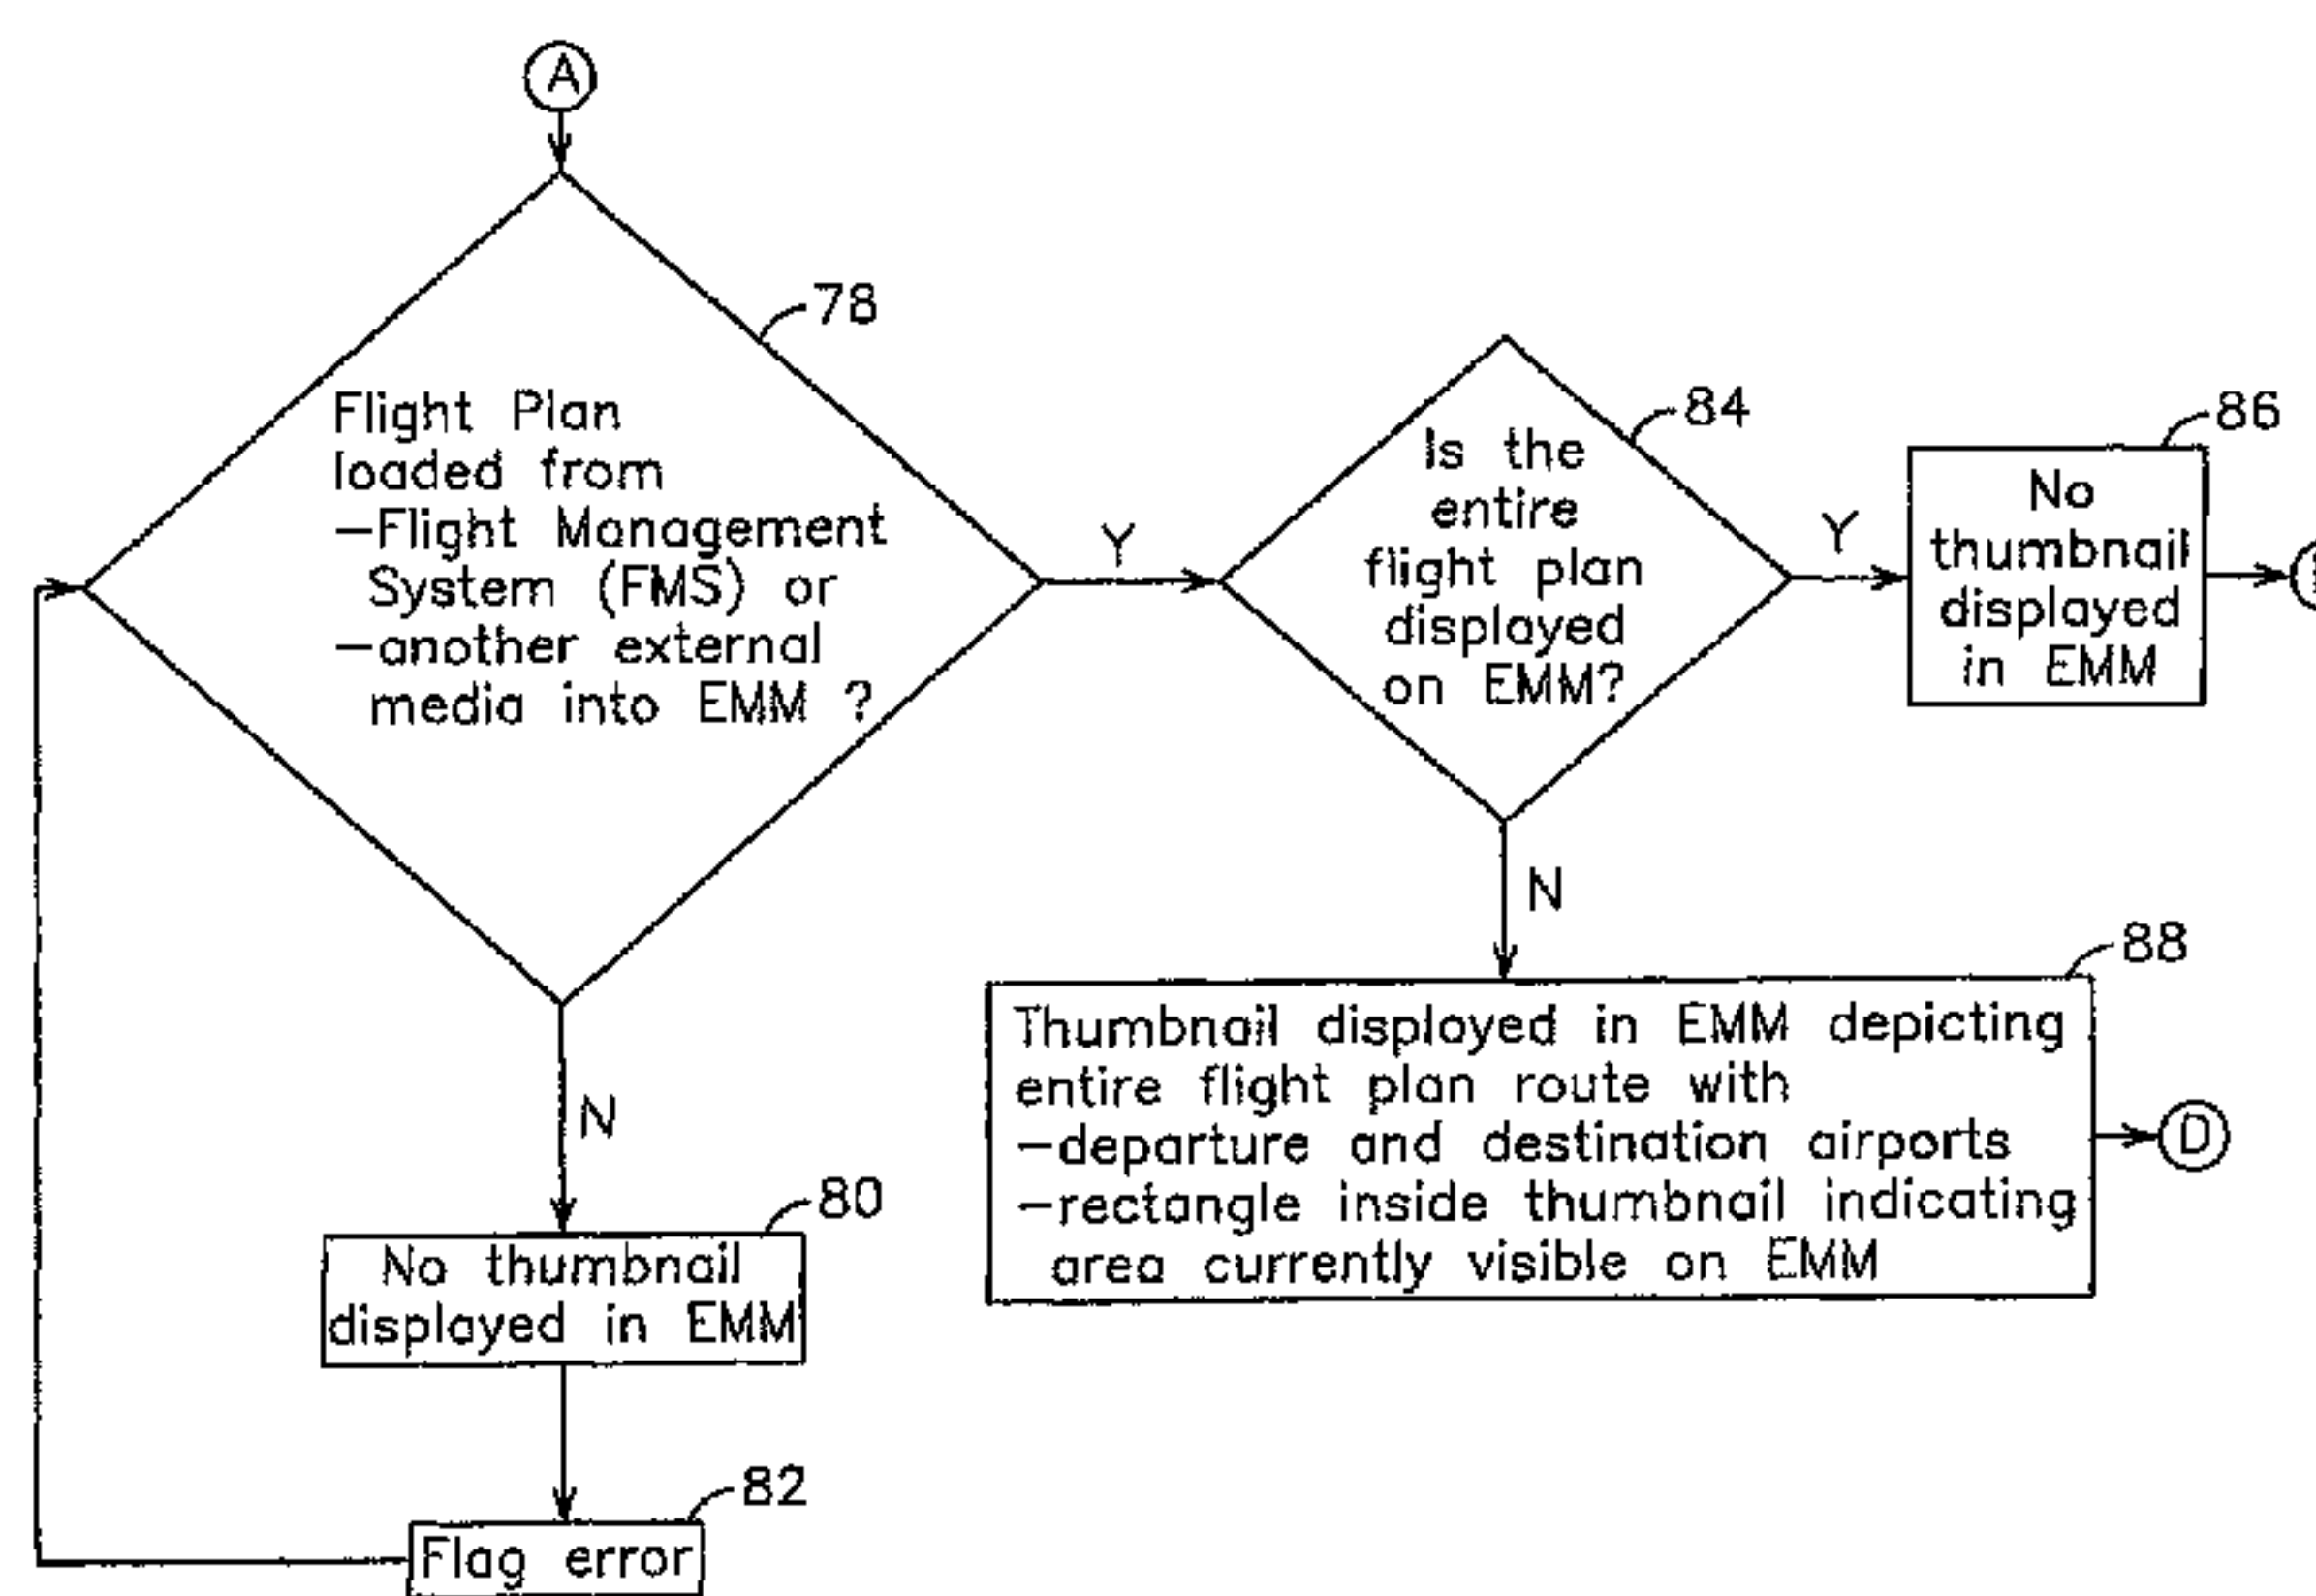 A
78
Flight Plan
loaded from
-Flight Management
System (FMS) or
-another external
media into EMM ?
Y
84
Is the
entire
flight plan
displayed
on EMM?
Y
86
No
thumbnail
displayed
in EMM
N
88
Thumbnail displayed in EMM depicting
entire flight plan route with
-departure and destination airports
-rectangle inside thumbnail indicating
area currently visible on EMM
D
N
80
No thumbnail
displayed in EMM
82
Flag error